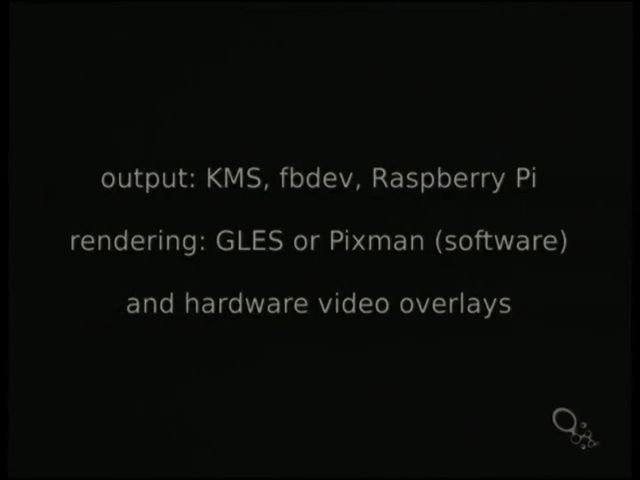 output: KMS, fbdev, Raspberry Pi
rendering: GLES or Pixman (software)
and hardware video overlays